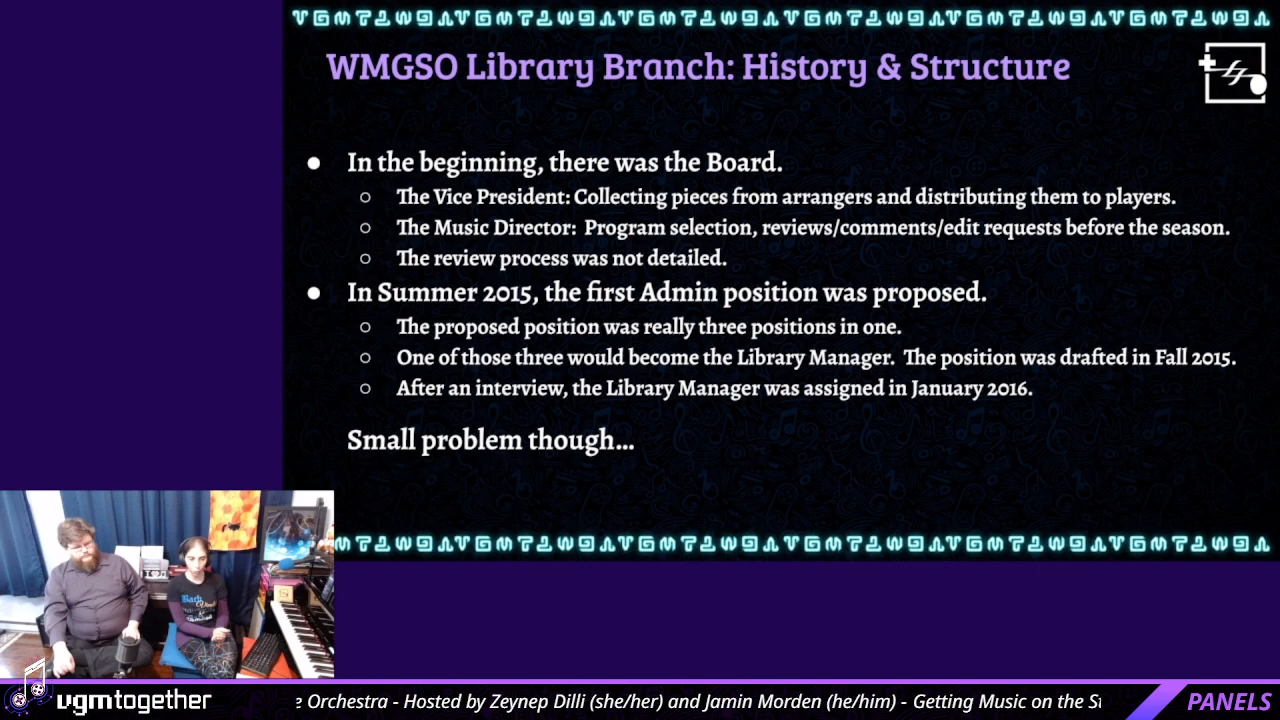 WMGSO Library Branch: History & Structure
● In the beginning, there was the Board.
○ The Vice President: Collecting pieces from arrangers and distributing them to players.
○ The Music Director:  Program selection, reviews/comments/edit requests before the season.
○ The review process was not detailed.
● In Summer 2015, the first Admin position was proposed.
○ The proposed position was really three positions in one.
○ One of those three would become the Library Manager.  The position was drafted in Fall 2015.
○ After an interview, the Library Manager was assigned in January 2016.
Small problem though...
vgmtogether
e Orchestra - Hosted by Zeynep Dilli (she/her) and Jamin Morden (he/him) - Getting Music on the St
PANELS